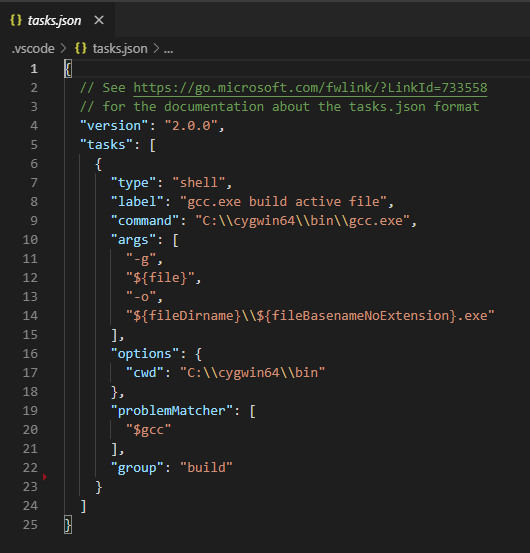 {} tasks.json ×
.vscode > {} tasks.json > ...
1 {
2 // See https://go.microsoft.com/fwlink/?LinkId=733558
3 // for the documentation about the tasks.json format
4 "version": "2.0.0",
5 "tasks": [
6 {
7 "type": "shell",
8 "label": "gcc.exe build active file",
9 "command": "C:\\cygwin64\\bin\\gcc.exe",
10 "args": [
11 "-g",
12 "${file}",
13 "-o",
14 "${fileDirname}\\${fileBasenameNoExtension}.exe"
15 ],
16 "options": {
17 "cwd": "C:\\cygwin64\\bin"
18 },
19 "problemMatcher": [
20 "$gcc"
21 ],
22 "group": "build"
23 }
24 ]
25 }